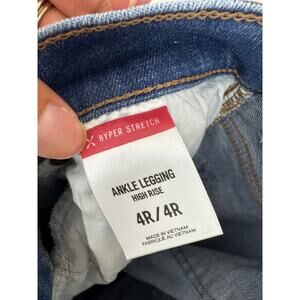 X HYPER STRETCH
ANKLE LEGGING
HIGH RISE
4R/4R
MADE IN VIETNAM
FABRIQUÉ AU VIETNAM